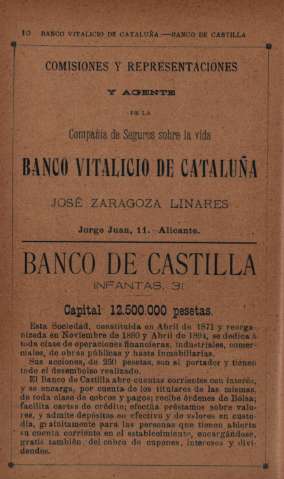 10 BANCO VITALICIO DE CATALUÑA.—BANCO DE CASTILLA
COMISIONES Y REPRESENTACIONES
Y AGENTE
DE LA
Compañía de Seguros sobre la vida
BANCO VITALICIO DE CATALUÑA
JOSÉ ZARAGOZA LINARES
Jorge Juan, 11.—Alicante.
BANCO DE CASTILLA
INFANTAS, 31
Capital 12.500.000 pesetas.
Esta Sociedad, constituída en Abril de 1871 y reorga-
nizada en Noviembre de 1880 y Abril de 1894, se dedica á
toda clase de operaciones financieras, industriales, comer-
ciales, de obras públicas y hasta inmobiliarias.
Sus acciones, de 250 pesetas, son al portador y tienen
todo el desembolso realizado.
El Banco de Castilla abre cuentas corrientes con interés,
y se encarga, por cuenta de los titulares de las mismas,
de toda clase de cobros y pagos; recibe órdenes de Bolsa;
facilita cartas de crédito; efectúa préstamos sobre valo-
res, y admite depósitos en efectivo y de valores en custo-
dia, gratuitamente para las personas que tienen abierta
su cuenta corriente en el establecimiento, encargándose,
gratis también, del cobro de cupones, intereses y divi-
dendos.